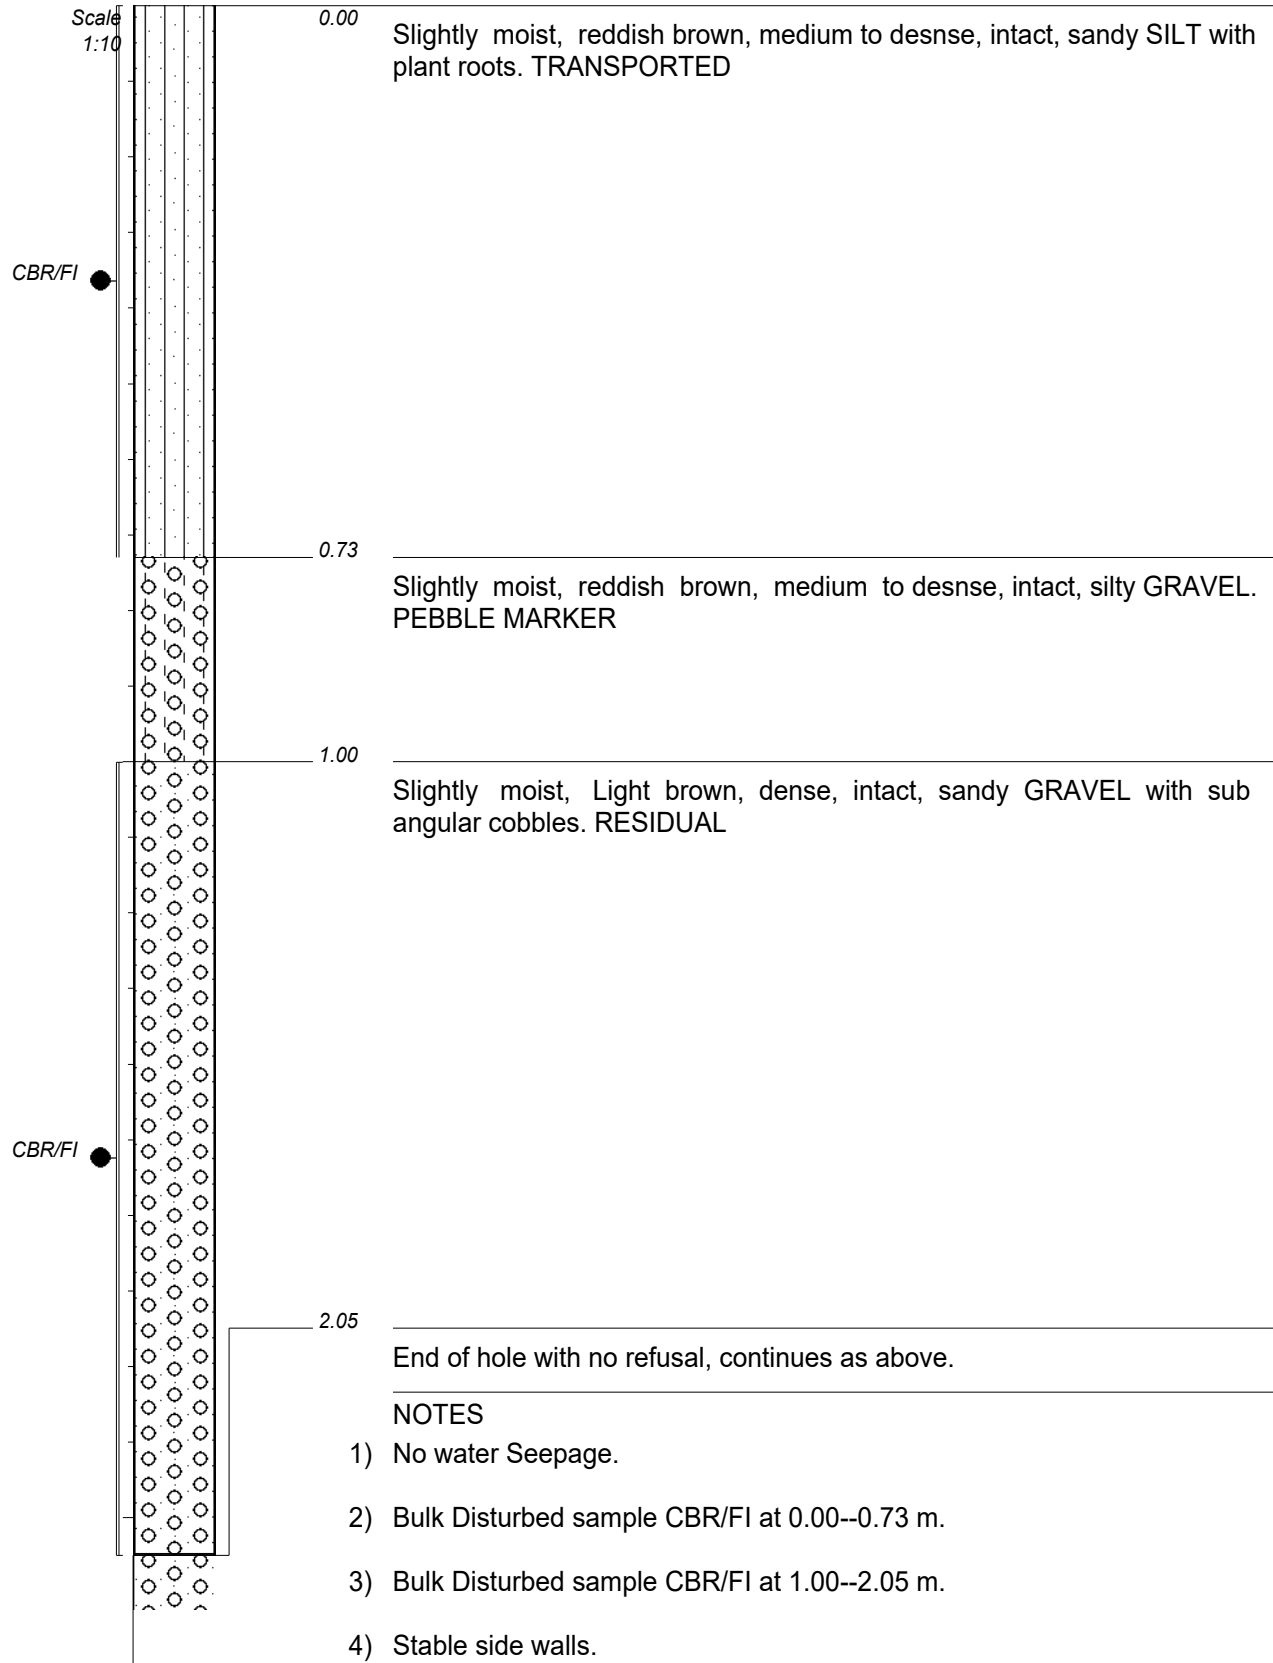 Scale
1:10
0.00
Slightly moist, reddish brown, medium to desnse, intact, sandy SILT with
plant roots. TRANSPORTED
CBR/FI
0.73
Slightly moist, reddish brown, medium to desnse, intact, silty GRAVEL.
PEBBLE MARKER
1.00
Slightly moist, Light brown, dense, intact, sandy GRAVEL with sub
angular cobbles. RESIDUAL
CBR/FI
2.05
End of hole with no refusal, continues as above.
NOTES
1) No water Seepage.
2) Bulk Disturbed sample CBR/FI at 0.00--0.73 m.
3) Bulk Disturbed sample CBR/FI at 1.00--2.05 m.
4) Stable side walls.